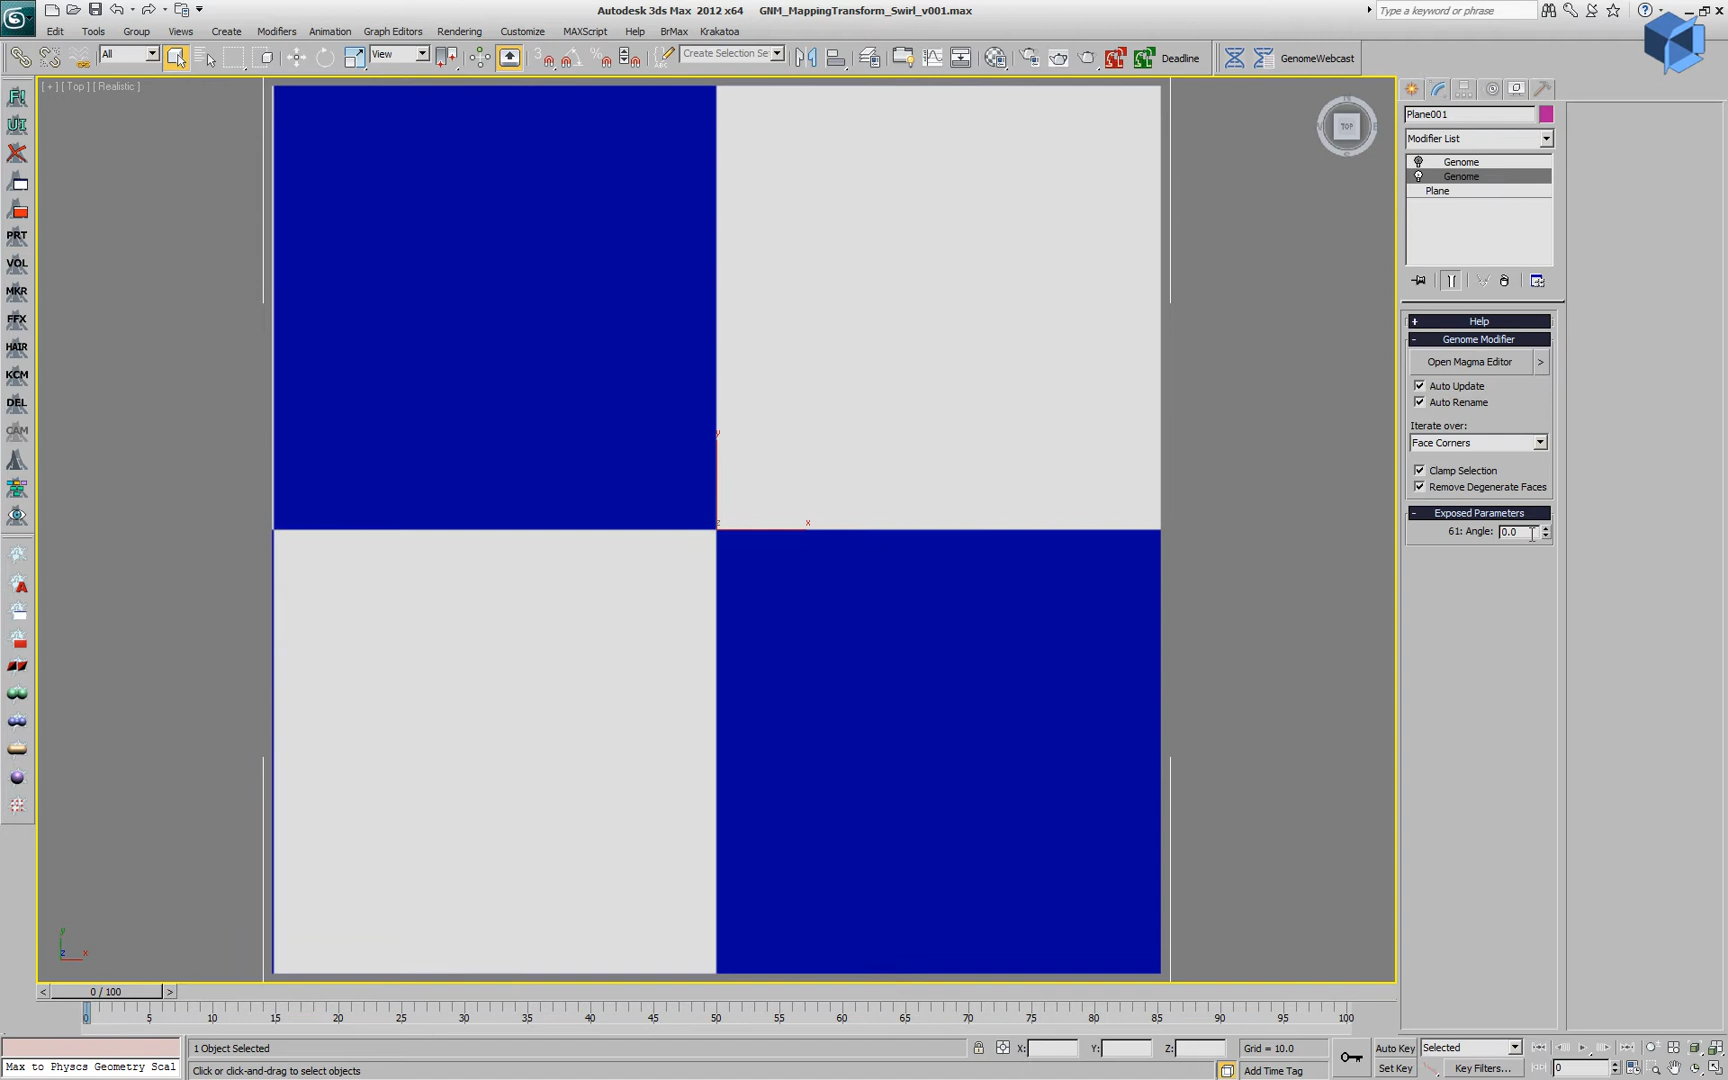 Autodesk 3ds Max 2012 x64 GNM_MappingTransform_Swirl_v001.max
Type a keyword or phrase
Edit Tools Group Views Create Modifiers Animation Graph Editors Rendering Customize MAXScript Help BrMax Krakatoa
All View Create Selection Se Deadline GenomeWebcast
[ + ] [ Top ] [ Realistic ]
TOP
F!
UI
PRT
VOL
MKR
FFX
HAIR
KCM
DEL
CAM
Plane001
Modifier List
Genome
Genome
Plane
+ Help
- Genome Modifier
Open Magma Editor >
Auto Update
Auto Rename
Iterate over:
Face Corners
Clamp Selection
Remove Degenerate Faces
- Exposed Parameters
61: Angle: 0.0
y
z x
y
z x
< 0 / 100 >
0 5 10 15 20 25 30 35 40 45 50 55 60 65 70 75 80 85 90 95 100
1 Object Selected X: Y: Z: Grid = 10.0 Auto Key Selected
Max to Physcs Geometry Scal Click or click-and-drag to select objects Add Time Tag Set Key Key Filters... 0